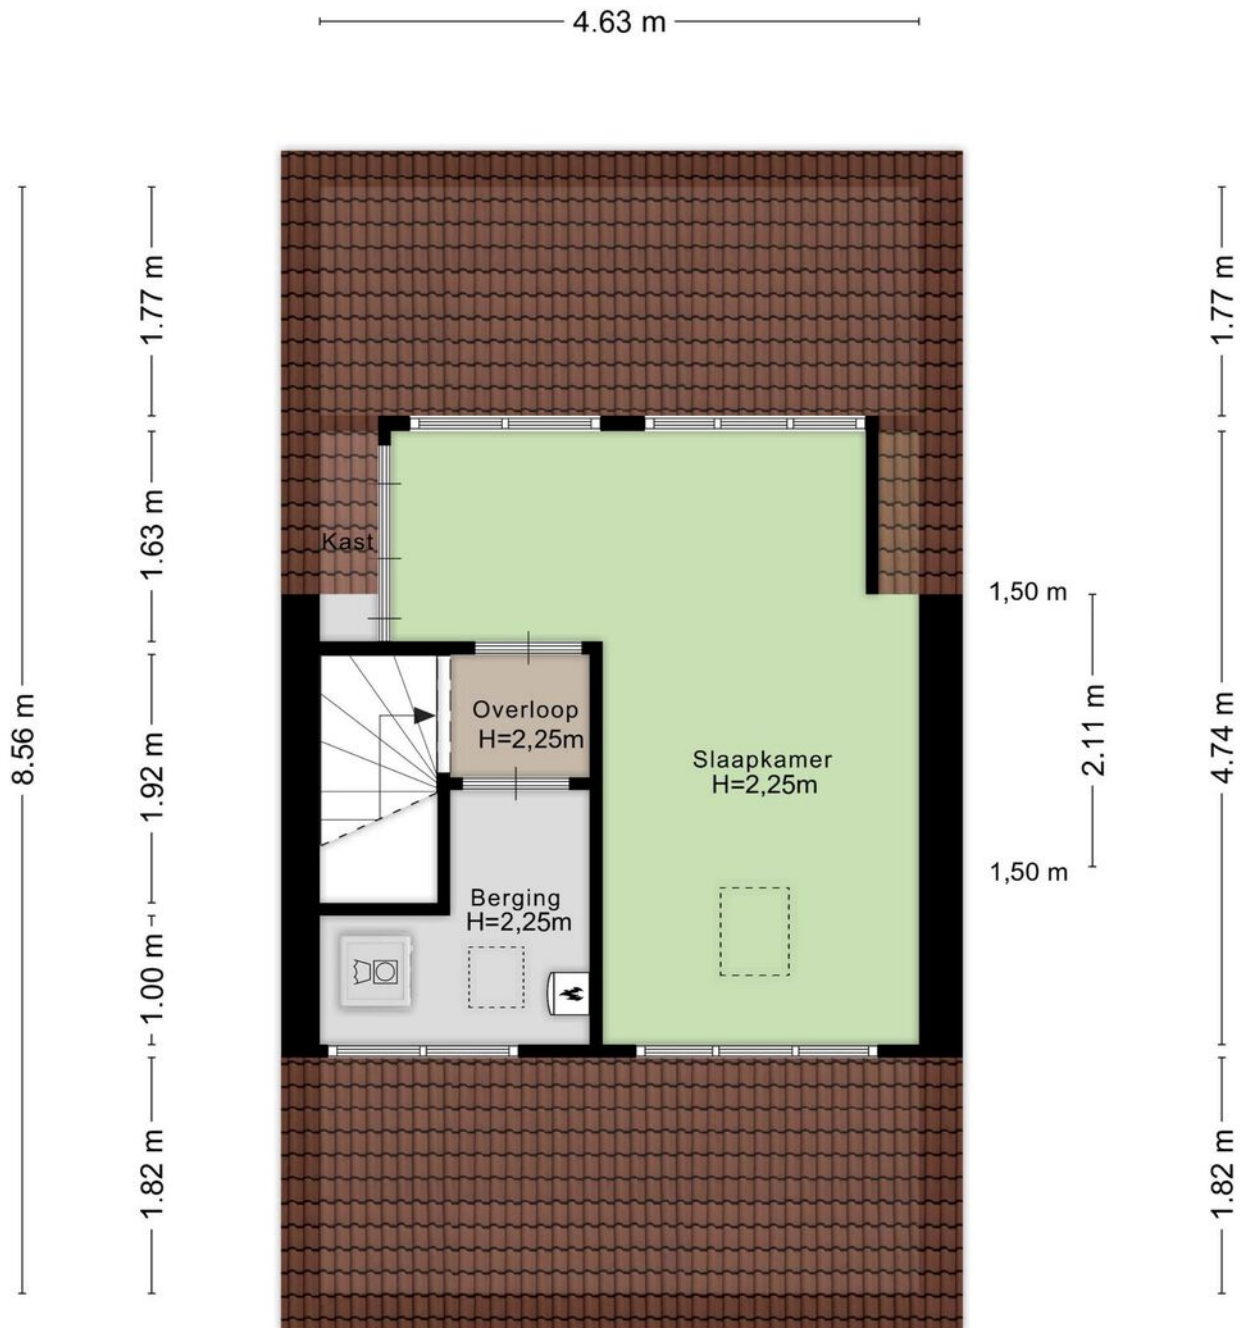 4.63 m
1.77 m
1.77 m
1.63 m
Kast
1,50 m
Overloop
H=2,25m
8.56 m
1.92 m
Slaapkamer
H=2,25m
2.11 m
4.74 m
1,50 m
Berging
H=2,25m
1.00 m
1.82 m
1.82 m